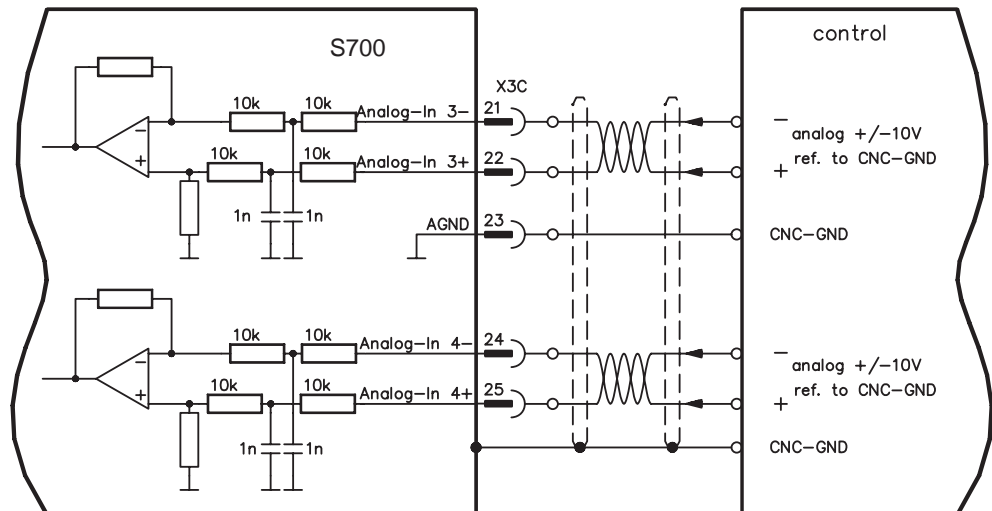 S700
control
X3C
10k
10k
Analog-In 3-
21
−
analog +/-10V
ref. to CNC-GND
−
+
10k
10k
Analog-In 3+
22
+
1n
1n
AGND
23
CNC-GND
10k
10k
Analog-In 4-
24
−
analog +/-10V
ref. to CNC-GND
−
+
10k
10k
Analog-In 4+
25
+
1n
1n
CNC-GND